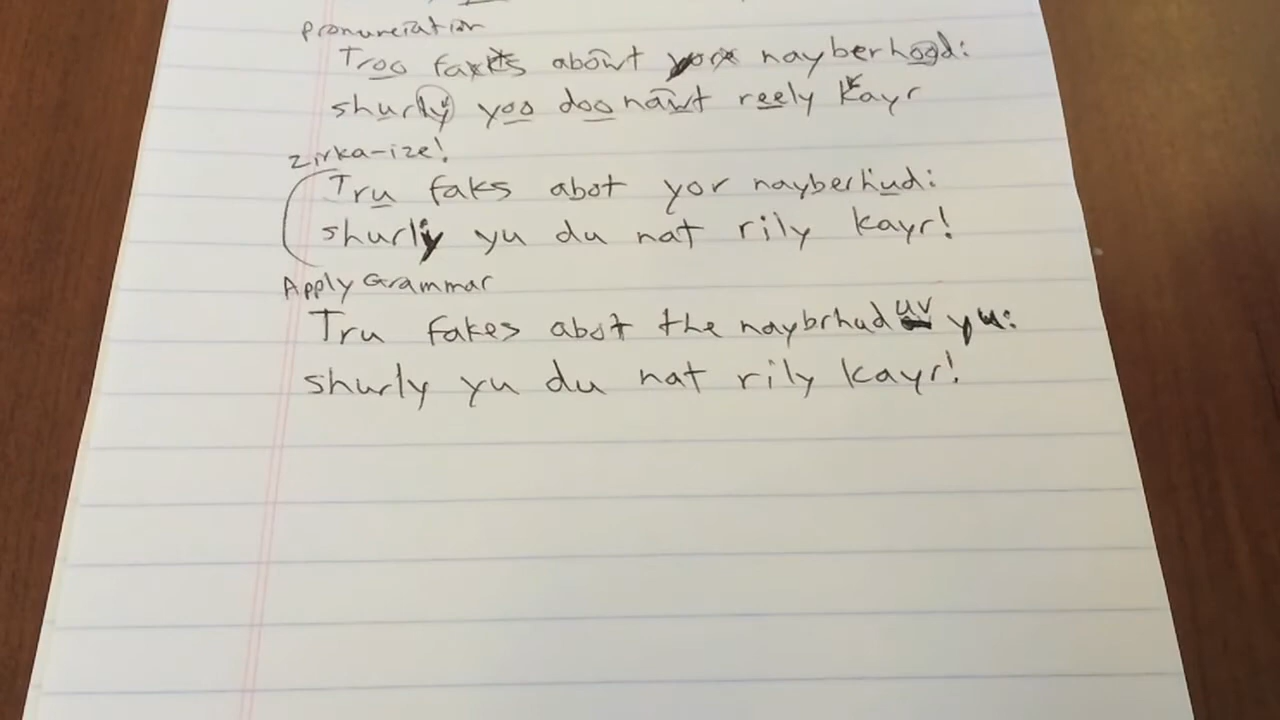 Pronunciation
Troo fakts about yor nayberhood:
shurly yoo doo nawt reely kayr
Zirka-ize!
Tru faks abot yor nayberhud:
shurly yu du nat rily kayr!
Apply Grammar
Tru fakes abot the naybrhud uv yu:
shurly yu du nat rily kayr!